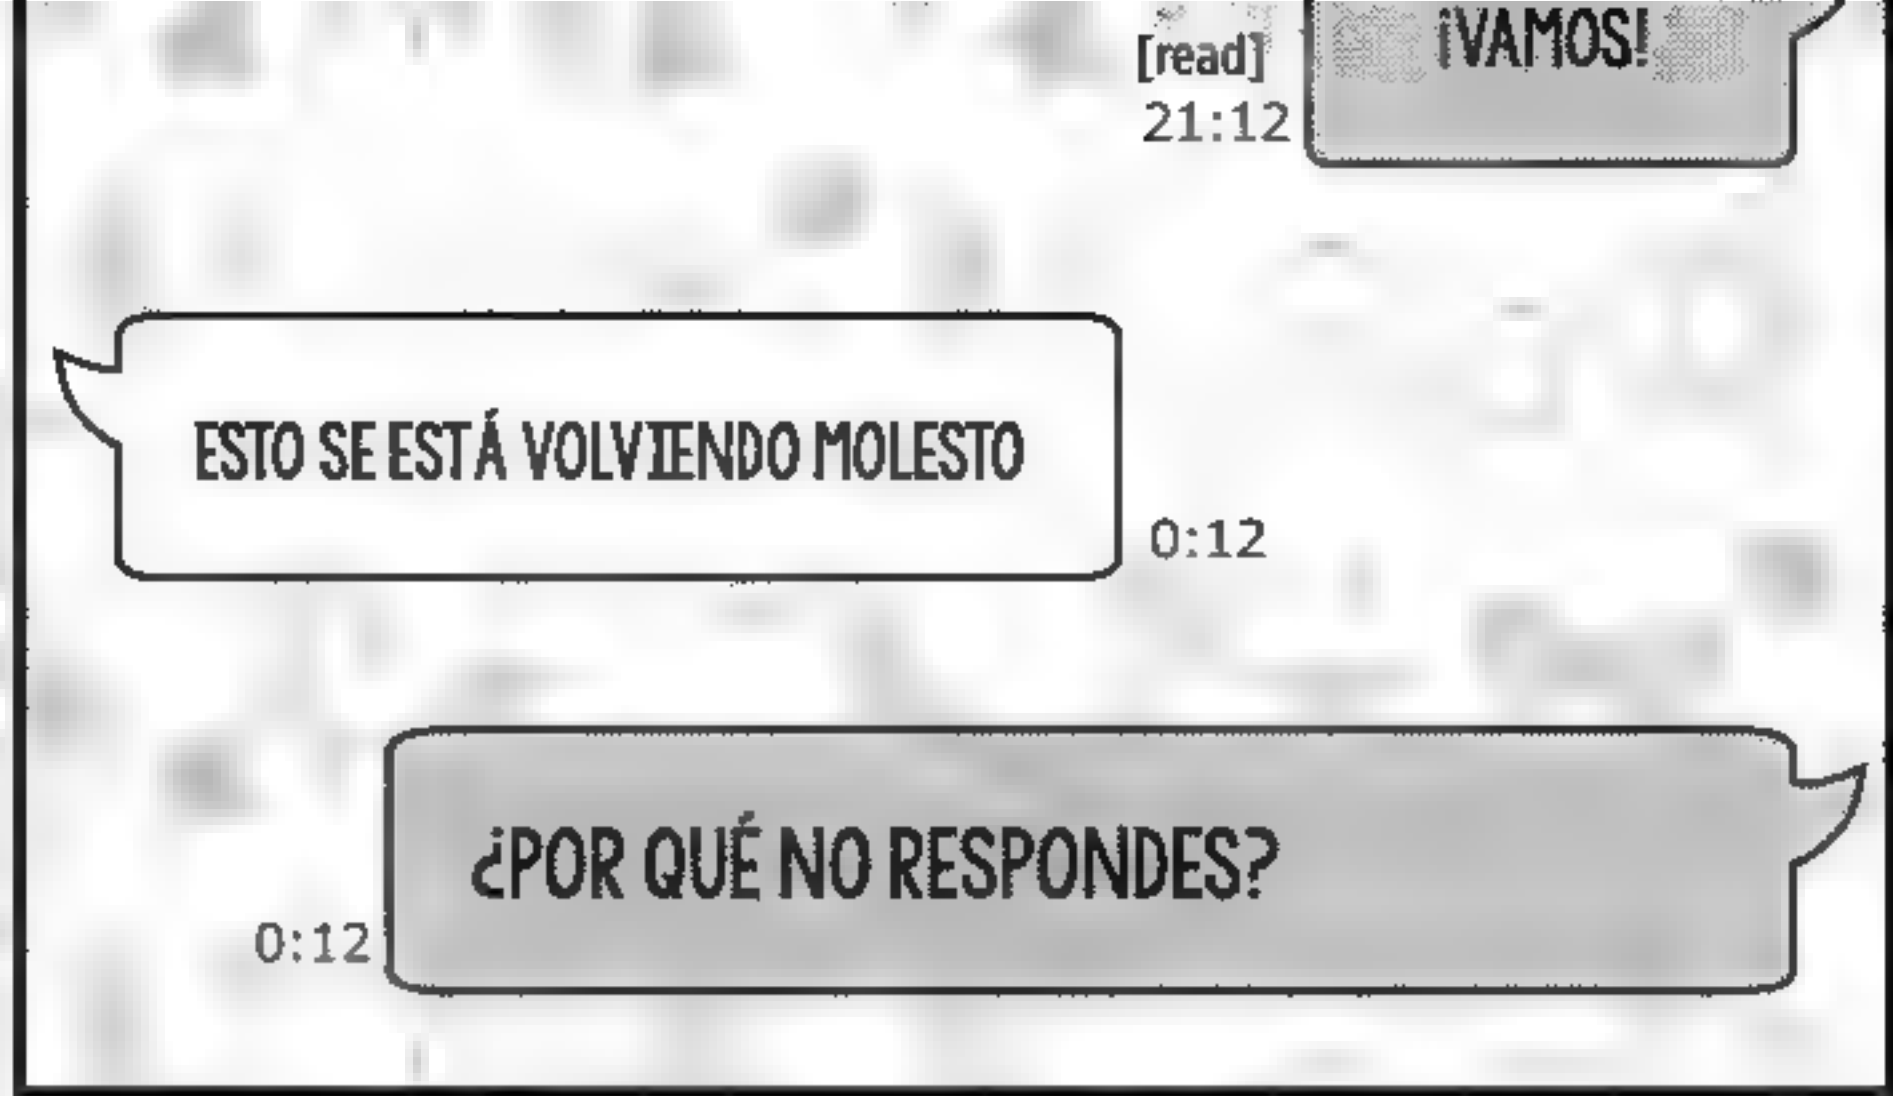 ¡VAMOS!
[read]
21:12
ESTO SE ESTÁ VOLVIENDO MOLESTO
0:12
¿POR QUÉ NO RESPONDES?
0:12